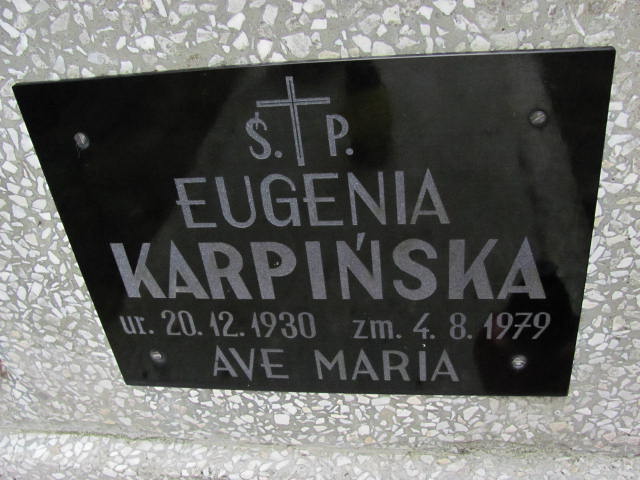 Ś. P.
EUGENIA
KARPIŃSKA
ur. 20. 12. 1930 zm. 4. 8. 1979
AVE MARIA